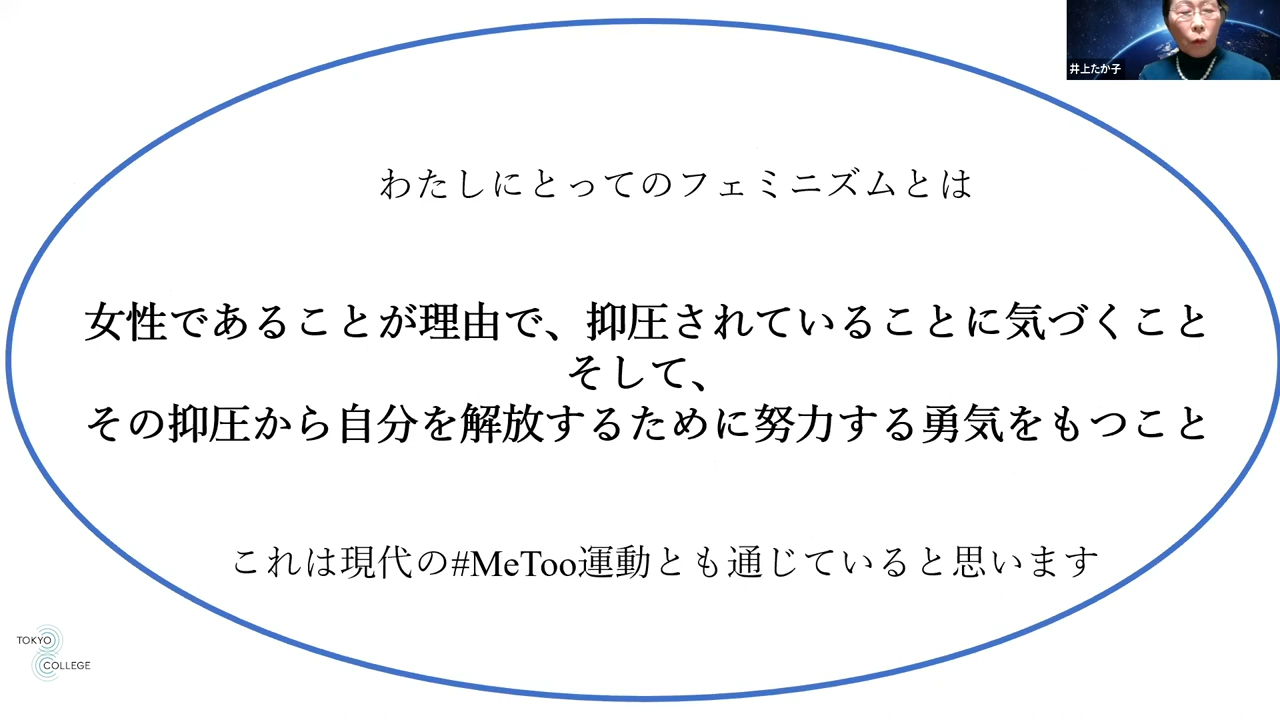 井上たか子
わたしにとってのフェミニズムとは
女性であることが理由で、抑圧されていることに気づくこと
そして、
その抑圧から自分を解放するために努力する勇気をもつこと
これは現代の#MeToo運動とも通じていると思います
TOKYO
COLLEGE